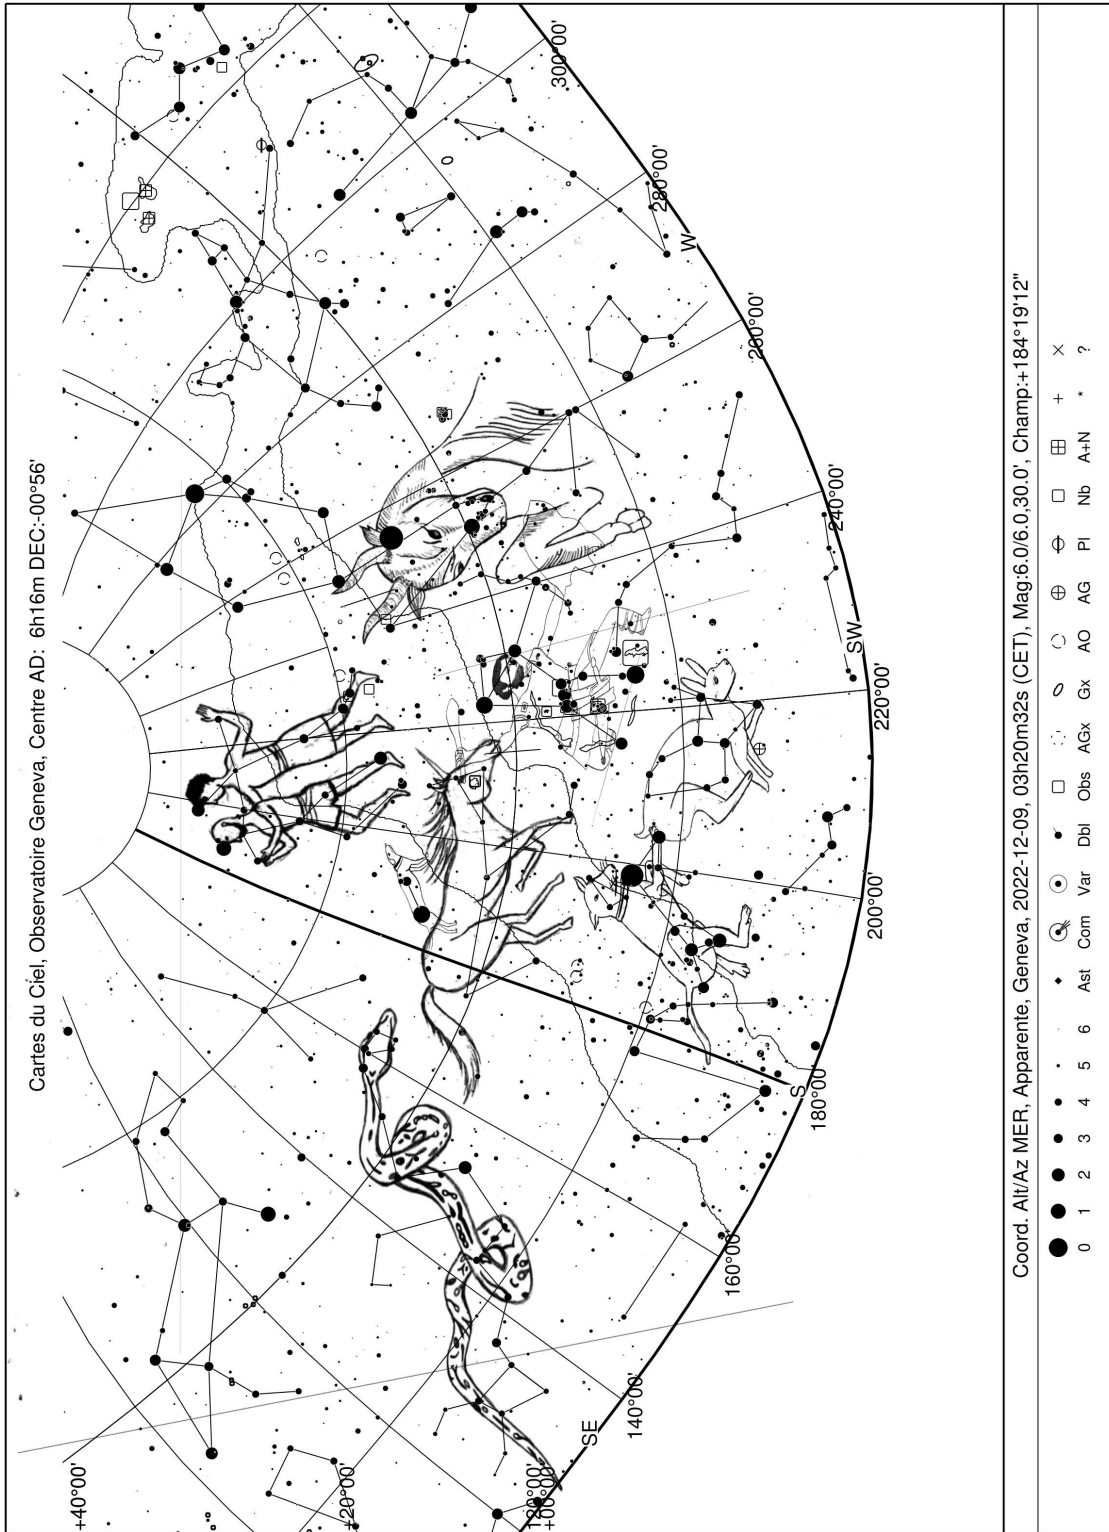 Cartes du Ciel, Observatoire Geneva, Centre AD: 6h16m DEC:-00°56'
+40°00'
+20°00'
+00°00'
120°00'
SE
140°00'
160°00'
S
180°00'
200°00'
220°00'
SW
240°00'
260°00'
W
280°00'
300°00'
Coord. Alt/Az MER, Apparente, Geneva, 2022-12-09, 03h20m32s (CET), Mag:6.0/6.0,30.0', Champ:+184°19'12"
0 1 2 3 4 5 6 Ast Com Var Dbl Obs AGx Gx AO AG Pl Nb A+N * ?